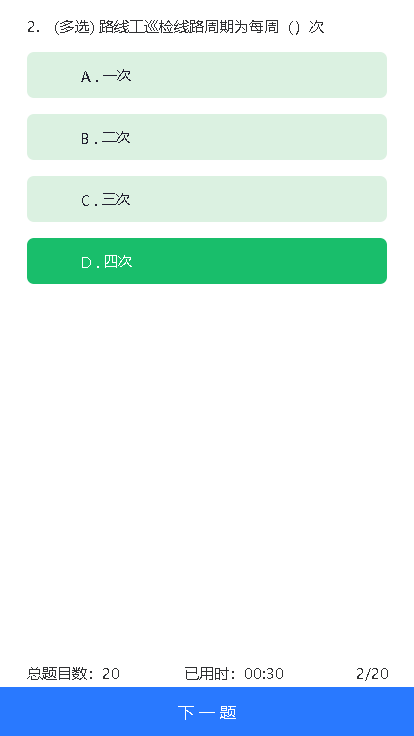 2. (多选) 路线工巡检线路周期为每周（）次
A . 一次
B . 二次
C . 三次
D . 四次
总题目数：20 已用时：00:30 2/20
下一题